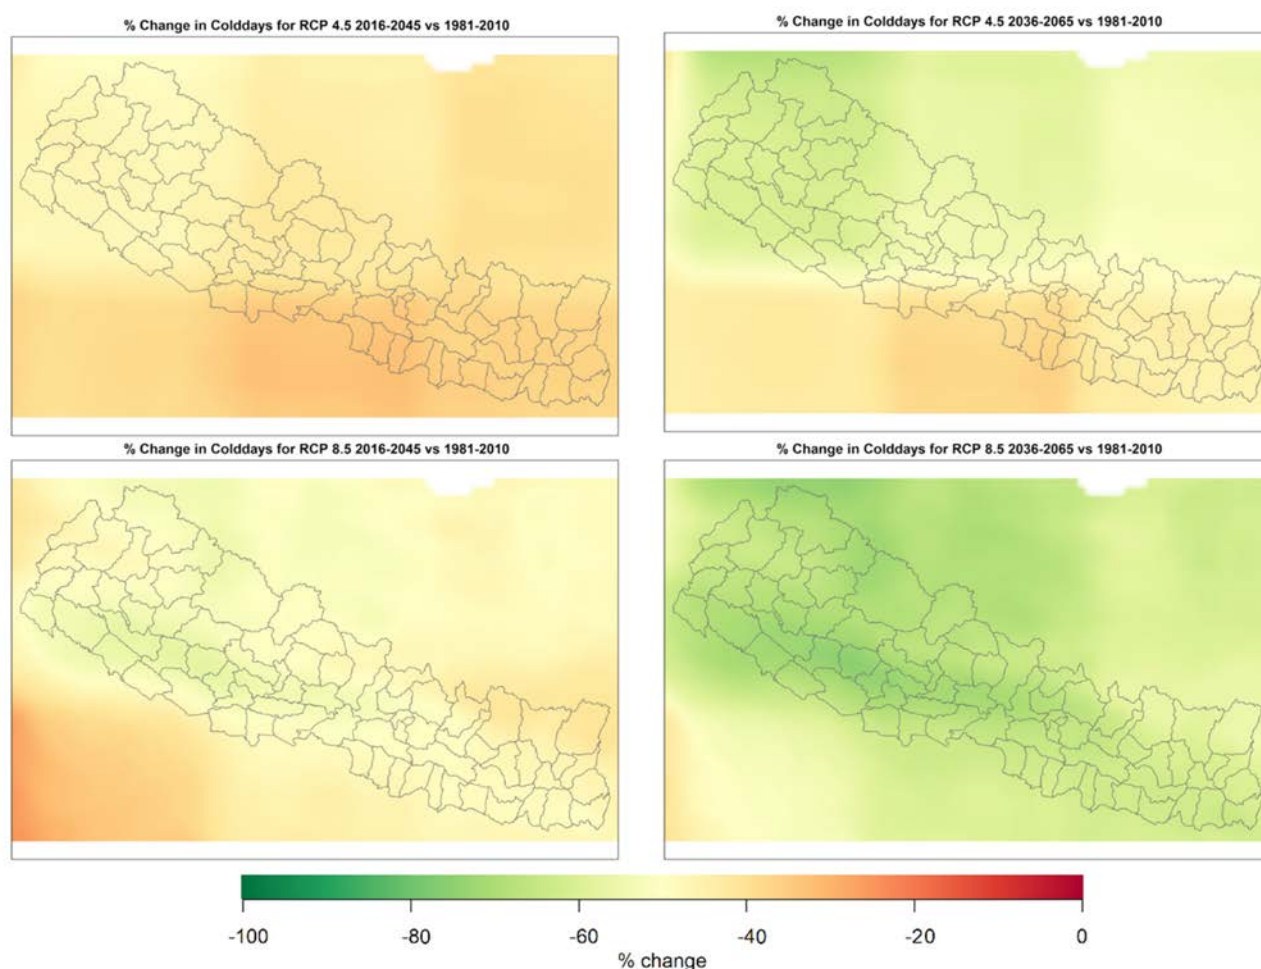 % Change in Colddays for RCP 4.5 2016-2045 vs 1981-2010
% Change in Colddays for RCP 4.5 2036-2065 vs 1981-2010
% Change in Colddays for RCP 8.5 2016-2045 vs 1981-2010
% Change in Colddays for RCP 8.5 2036-2065 vs 1981-2010
-100 -80 -60 -40 -20 0
% change